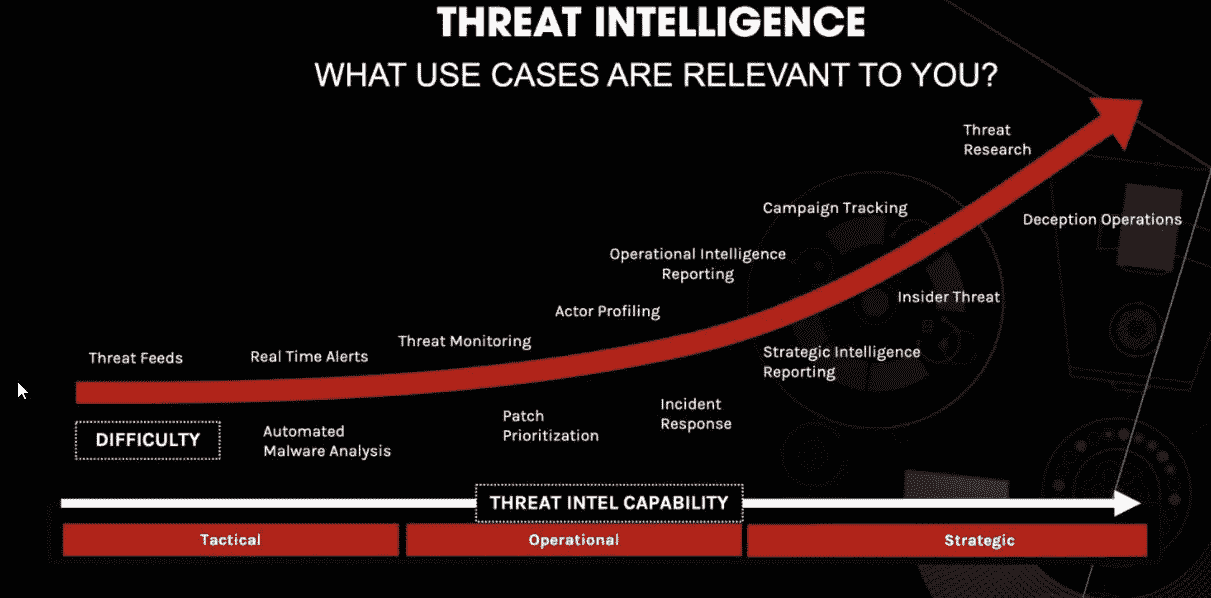 THREAT INTELLIGENCE
WHAT USE CASES ARE RELEVANT TO YOU?
Threat
Research
Campaign Tracking
Deception Operations
Operational Intelligence
Reporting
Insider Threat
Actor Profiling
Threat Monitoring
Threat Feeds
Real Time Alerts
Strategic Intelligence
Reporting
Incident
Response
Patch
Prioritization
DIFFICULTY
Automated
Malware Analysis
THREAT INTEL CAPABILITY
Tactical
Operational
Strategic